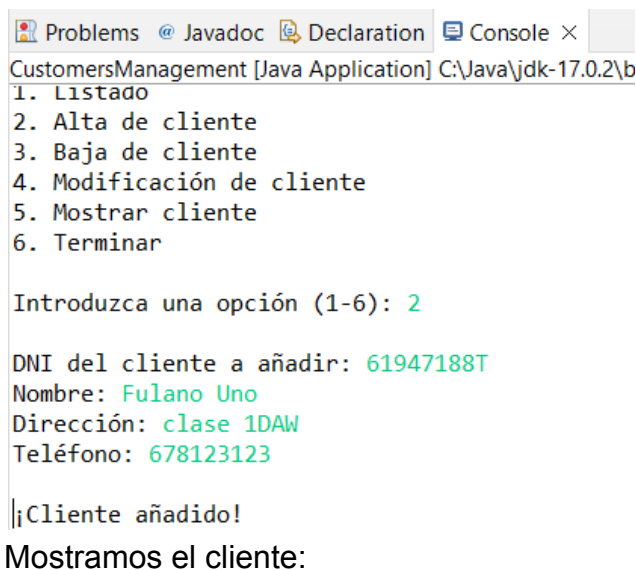 Problems @ Javadoc Declaration Console ×
CustomersManagement [Java Application] C:\Java\jdk-17.0.2\b
1. Listado
2. Alta de cliente
3. Baja de cliente
4. Modificación de cliente
5. Mostrar cliente
6. Terminar
Introduzca una opción (1-6): 2
DNI del cliente a añadir: 61947188T
Nombre: Fulano Uno
Dirección: clase 1DAW
Teléfono: 678123123
¡Cliente añadido!
Mostramos el cliente: